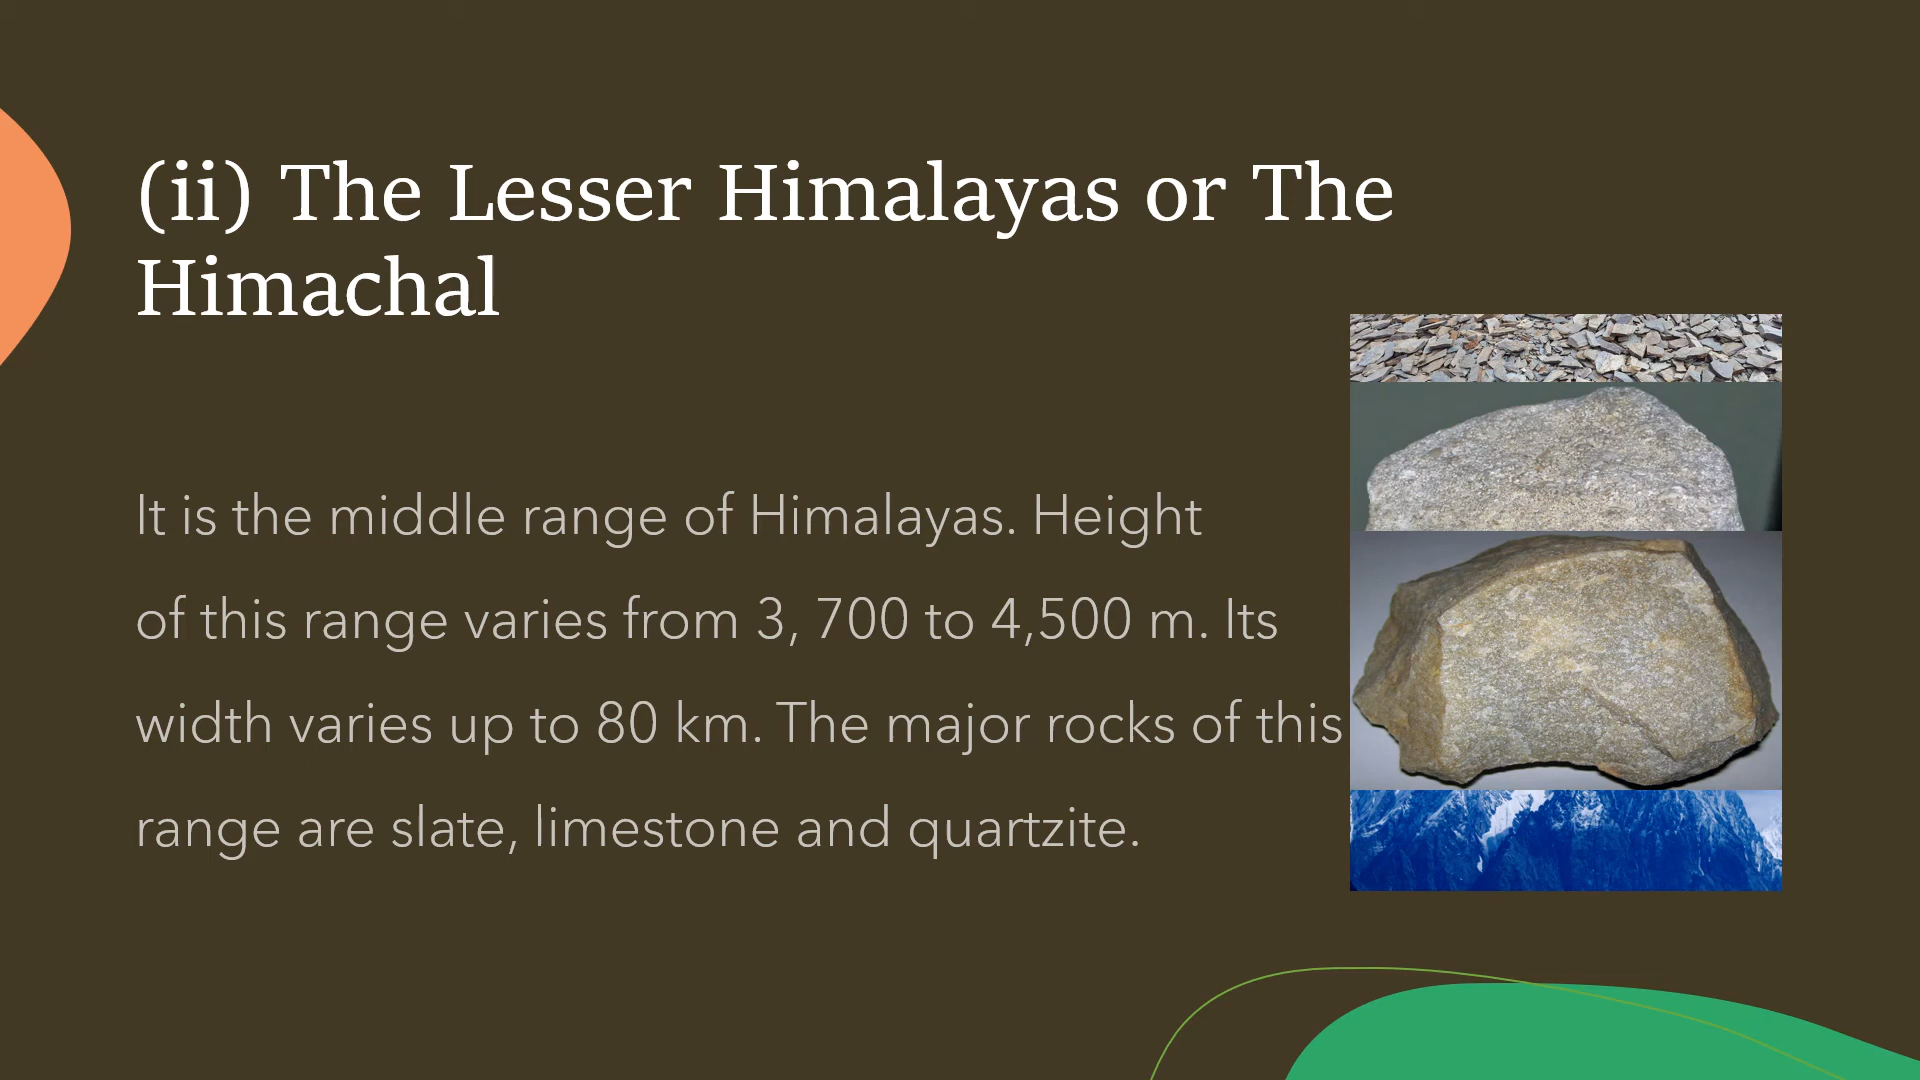 (ii) The Lesser Himalayas or The
Himachal
It is the middle range of Himalayas. Height
of this range varies from 3, 700 to 4,500 m. Its
width varies up to 80 km. The major rocks of this
range are slate, limestone and quartzite.